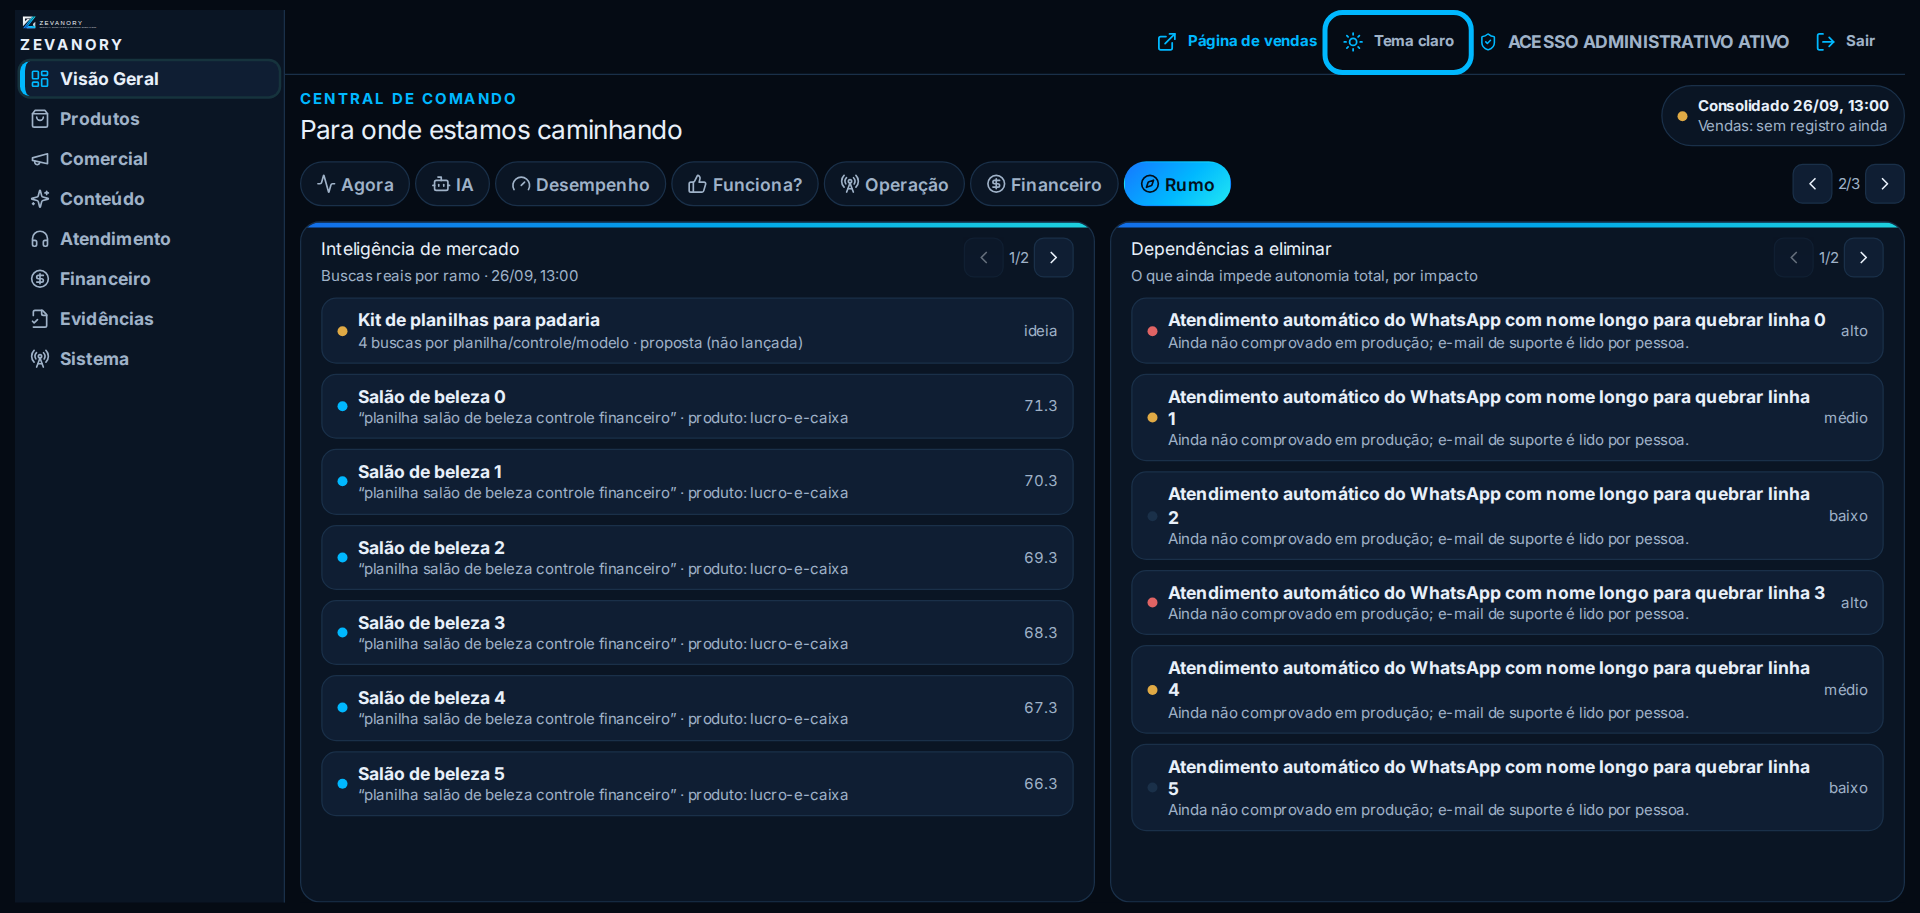 ZEVANORY
ZEVANORY
Visão Geral
Produtos
Comercial
Conteúdo
Atendimento
Financeiro
Evidências
Sistema
Página de vendas
Tema claro
ACESSO ADMINISTRATIVO ATIVO
Sair
CENTRAL DE COMANDO
Para onde estamos caminhando
Consolidado 26/09, 13:00
Vendas: sem registro ainda
Agora
IA
Desempenho
Funciona?
Operação
Financeiro
Rumo
2/3
Inteligência de mercado
Buscas reais por ramo · 26/09, 13:00
1/2
Kit de planilhas para padaria
4 buscas por planilha/controle/modelo · proposta (não lançada)
ideia
Salão de beleza 0
“planilha salão de beleza controle financeiro” · produto: lucro-e-caixa
71.3
Salão de beleza 1
“planilha salão de beleza controle financeiro” · produto: lucro-e-caixa
70.3
Salão de beleza 2
“planilha salão de beleza controle financeiro” · produto: lucro-e-caixa
69.3
Salão de beleza 3
“planilha salão de beleza controle financeiro” · produto: lucro-e-caixa
68.3
Salão de beleza 4
“planilha salão de beleza controle financeiro” · produto: lucro-e-caixa
67.3
Salão de beleza 5
“planilha salão de beleza controle financeiro” · produto: lucro-e-caixa
66.3
Dependências a eliminar
O que ainda impede autonomia total, por impacto
1/2
Atendimento automático do WhatsApp com nome longo para quebrar linha 0
Ainda não comprovado em produção; e-mail de suporte é lido por pessoa.
alto
Atendimento automático do WhatsApp com nome longo para quebrar linha
1
Ainda não comprovado em produção; e-mail de suporte é lido por pessoa.
médio
Atendimento automático do WhatsApp com nome longo para quebrar linha
2
Ainda não comprovado em produção; e-mail de suporte é lido por pessoa.
baixo
Atendimento automático do WhatsApp com nome longo para quebrar linha 3
Ainda não comprovado em produção; e-mail de suporte é lido por pessoa.
alto
Atendimento automático do WhatsApp com nome longo para quebrar linha
4
Ainda não comprovado em produção; e-mail de suporte é lido por pessoa.
médio
Atendimento automático do WhatsApp com nome longo para quebrar linha
5
Ainda não comprovado em produção; e-mail de suporte é lido por pessoa.
baixo